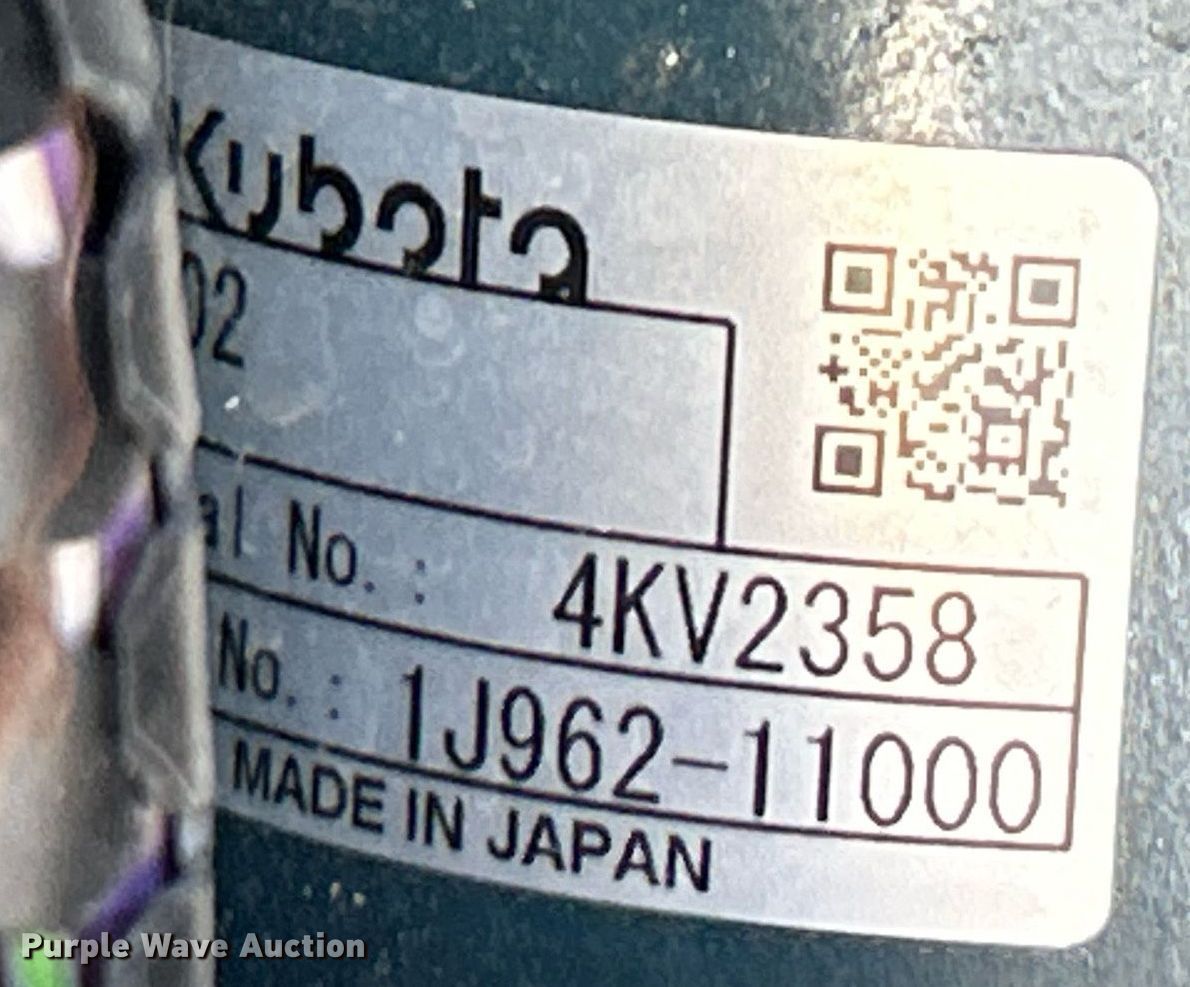 Kubota
02
al No. : 4KV2358
No. : 1J962-11000
MADE IN JAPAN
Purple Wave Auction